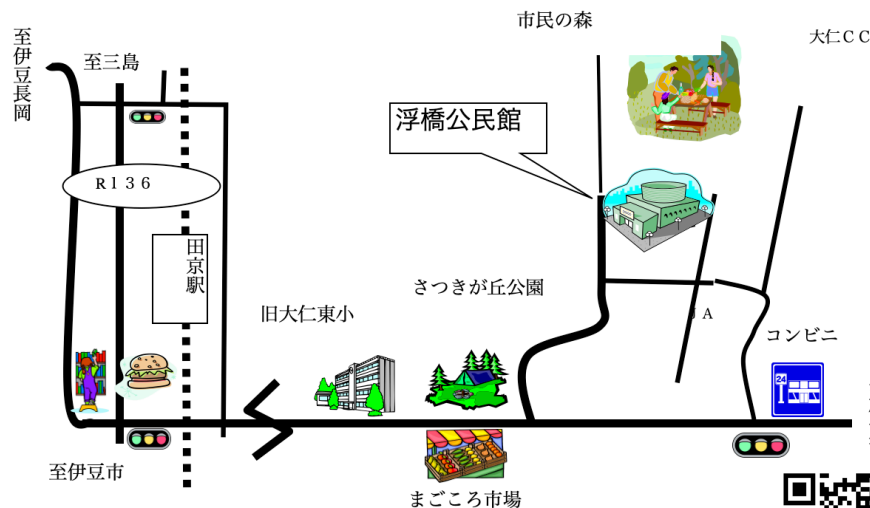 市民の森
大仁ＣＣ
至伊豆長岡
至三島
浮橋公民館
R１３６
田京駅
さつきが丘公園
旧大仁東小
ＪＡ
コンビニ
24
至伊豆市
まごころ市場